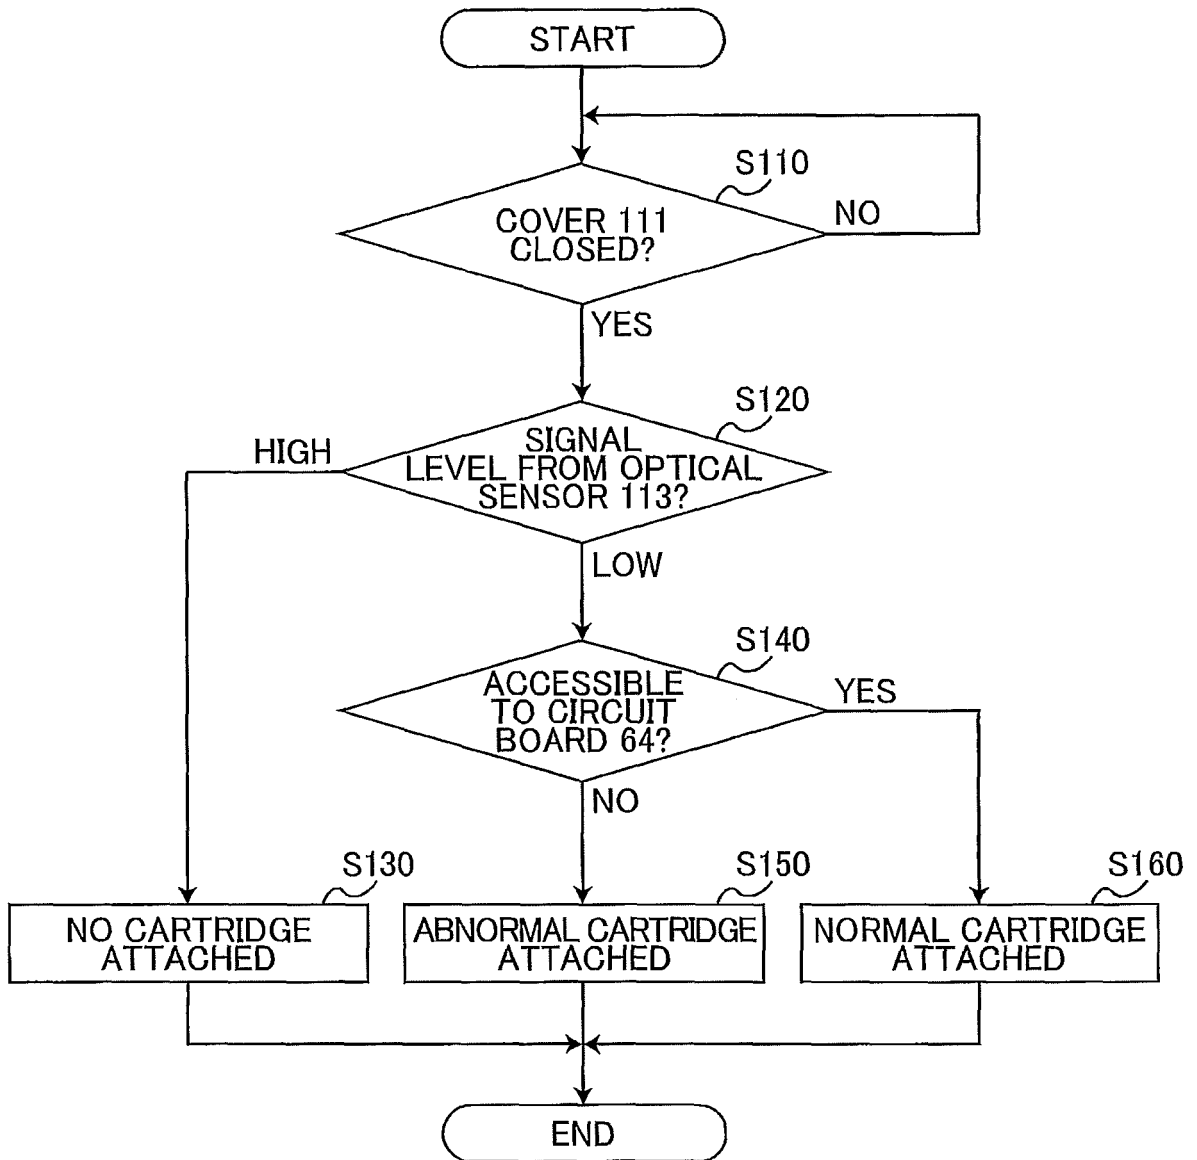 START
S110
COVER 111
CLOSED?
NO
YES
S120
HIGH
SIGNAL
LEVEL FROM OPTICAL
SENSOR 113?
LOW
S140
ACCESSIBLE
TO CIRCUIT
BOARD 64?
YES
NO
S130
NO CARTRIDGE
ATTACHED
S150
ABNORMAL CARTRIDGE
ATTACHED
S160
NORMAL CARTRIDGE
ATTACHED
END